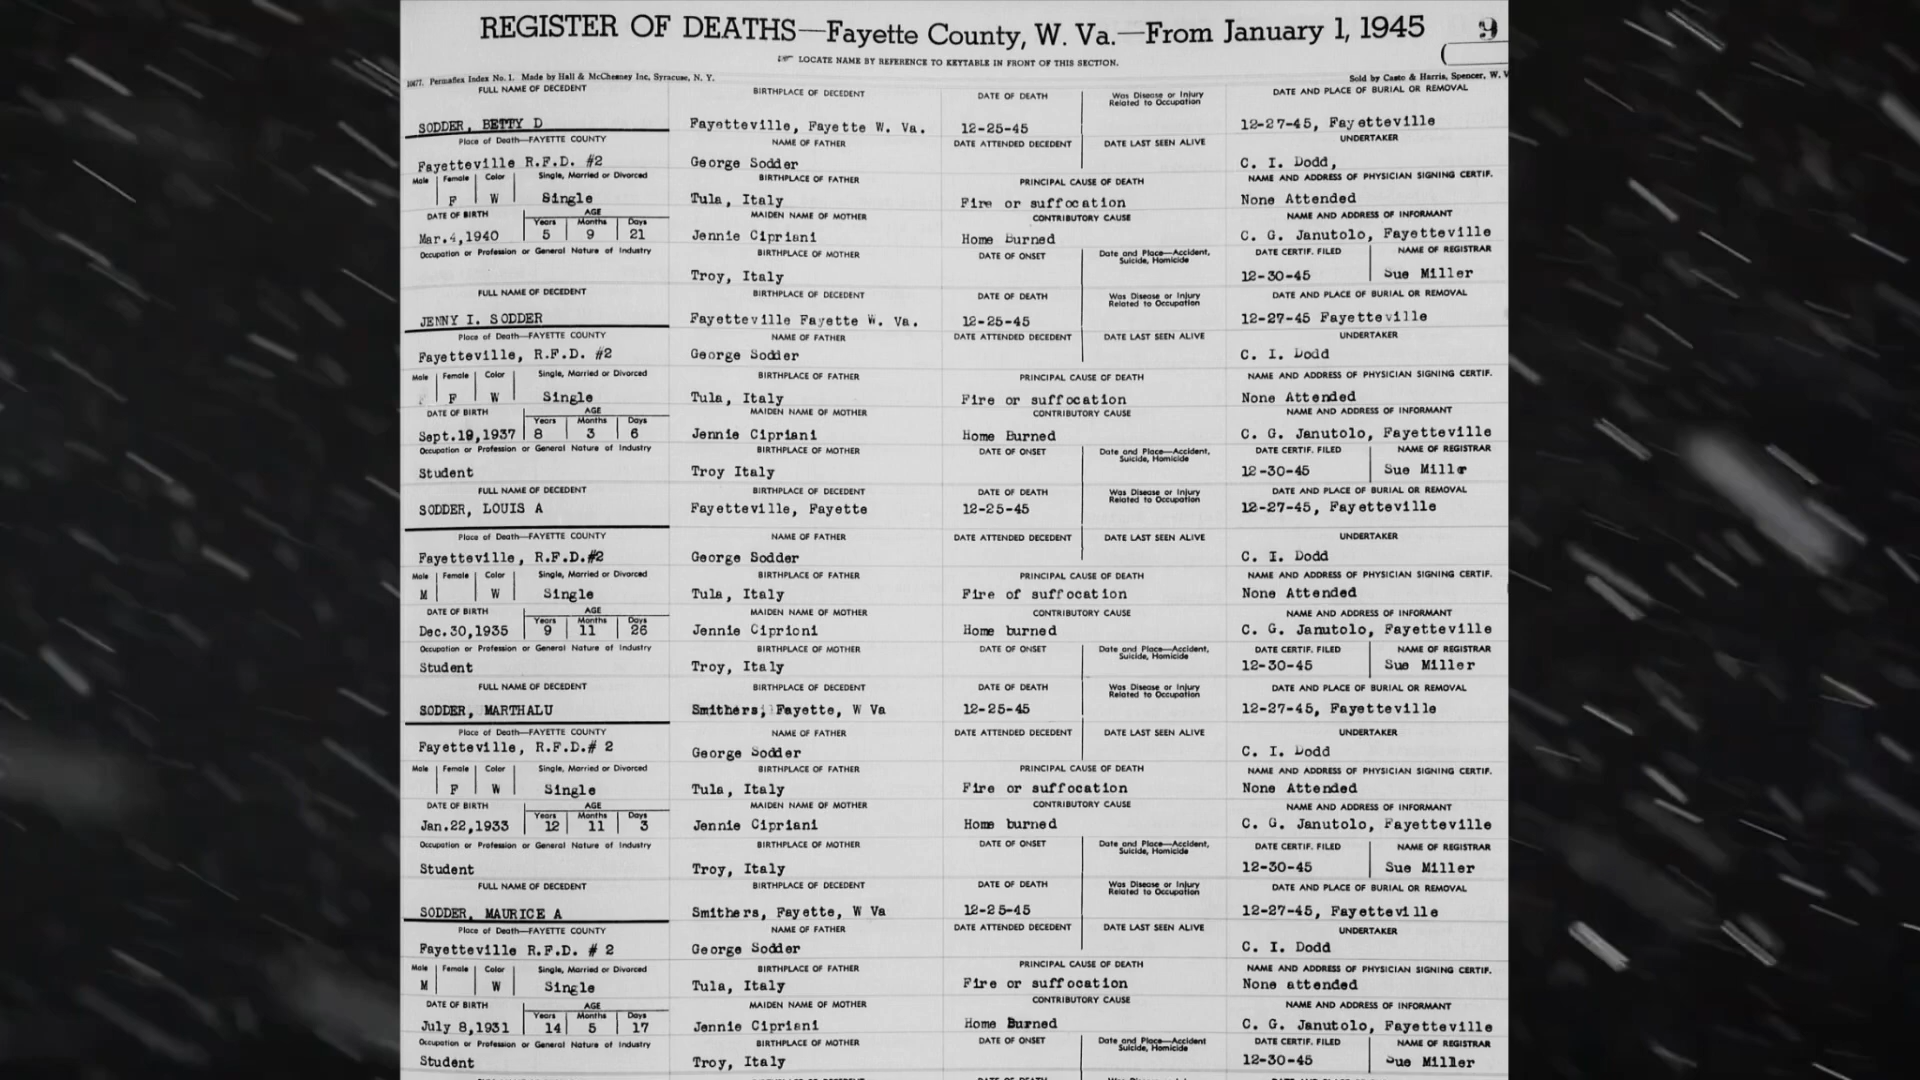 REGISTER OF DEATHS—Fayette County, W. Va.—From January 1, 1945 9
LOCATE NAME BY REFERENCE TO KEYTABLE IN FRONT OF THIS SECTION.
Permaflex Index No. 1. Made by Hall & McChesney Inc, Syracuse, N. Y. Sold by Casto & Harris, Spencer, W. V
FULL NAME OF DECEDENT BIRTHPLACE OF DECEDENT DATE OF DEATH Was Disease or Injury Related to Occupation DATE AND PLACE OF BURIAL OR REMOVAL
SODDER, BETTY D Fayetteville, Fayette W. Va. 12-25-45 12-27-45, Fayetteville
Place of Death—FAYETTE COUNTY NAME OF FATHER DATE ATTENDED DECEDENT DATE LAST SEEN ALIVE UNDERTAKER
Fayetteville R.F.D. #2 George Sodder C. I. Dodd,
Male Female Color Single, Married or Divorced BIRTHPLACE OF FATHER PRINCIPAL CAUSE OF DEATH NAME AND ADDRESS OF PHYSICIAN SIGNING CERTIF.
F W Single Tula, Italy Fire or suffocation None Attended
DATE OF BIRTH AGE Years Months Days MAIDEN NAME OF MOTHER CONTRIBUTORY CAUSE NAME AND ADDRESS OF INFORMANT
Mar.4,1940 5 9 21 Jennie Cipriani Home Burned C. G. Janutolo, Fayetteville
Occupation or Profession or General Nature of Industry BIRTHPLACE OF MOTHER DATE OF ONSET Date and Place—Accident, Suicide, Homicide DATE CERTIF. FILED NAME OF REGISTRAR
Troy, Italy 12-30-45 Sue Miller
FULL NAME OF DECEDENT BIRTHPLACE OF DECEDENT DATE OF DEATH Was Disease or Injury Related to Occupation DATE AND PLACE OF BURIAL OR REMOVAL
JENNY I. SODDER Fayetteville Fayette W. Va. 12-25-45 12-27-45 Fayetteville
Place of Death—FAYETTE COUNTY NAME OF FATHER DATE ATTENDED DECEDENT DATE LAST SEEN ALIVE UNDERTAKER
Fayetteville, R.F.D. #2 George Sodder C. I. Dodd
Male Female Color Single, Married or Divorced BIRTHPLACE OF FATHER PRINCIPAL CAUSE OF DEATH NAME AND ADDRESS OF PHYSICIAN SIGNING CERTIF.
F W Single Tula, Italy Fire or suffocation None Attended
DATE OF BIRTH AGE Years Months Days MAIDEN NAME OF MOTHER CONTRIBUTORY CAUSE NAME AND ADDRESS OF INFORMANT
Sept.19,1937 8 3 6 Jennie Cipriani Home Burned C. G. Janutolo, Fayetteville
Occupation or Profession or General Nature of Industry BIRTHPLACE OF MOTHER DATE OF ONSET Date and Place—Accident, Suicide, Homicide DATE CERTIF. FILED NAME OF REGISTRAR
Student Troy Italy 12-30-45 Sue Millr
FULL NAME OF DECEDENT BIRTHPLACE OF DECEDENT DATE OF DEATH Was Disease or Injury Related to Occupation DATE AND PLACE OF BURIAL OR REMOVAL
SODDER, LOUIS A Fayetteville, Fayette 12-25-45 12-27-45, Fayetteville
Place of Death—FAYETTE COUNTY NAME OF FATHER DATE ATTENDED DECEDENT DATE LAST SEEN ALIVE UNDERTAKER
Fayetteville, R.F.D.#2 George Sodder C. I. Dodd
Male Female Color Single, Married or Divorced BIRTHPLACE OF FATHER PRINCIPAL CAUSE OF DEATH NAME AND ADDRESS OF PHYSICIAN SIGNING CERTIF.
M W Single Tula, Italy Fire of suffocation None Attended
DATE OF BIRTH AGE Years Months Days MAIDEN NAME OF MOTHER CONTRIBUTORY CAUSE NAME AND ADDRESS OF INFORMANT
Dec.30,1935 9 11 26 Jennie Ciprioni Home burned C. G. Janutolo, Fayetteville
Occupation or Profession or General Nature of Industry BIRTHPLACE OF MOTHER DATE OF ONSET Date and Place—Accident, Suicide, Homicide DATE CERTIF. FILED NAME OF REGISTRAR
Student Troy, Italy 12-30-45 Sue Miller
FULL NAME OF DECEDENT BIRTHPLACE OF DECEDENT DATE OF DEATH Was Disease or Injury Related to Occupation DATE AND PLACE OF BURIAL OR REMOVAL
SODDER, MARTHALU Smithers, Fayette, W Va 12-25-45 12-27-45, Fayetteville
Place of Death—FAYETTE COUNTY NAME OF FATHER DATE ATTENDED DECEDENT DATE LAST SEEN ALIVE UNDERTAKER
Fayetteville, R.F.D.# 2 George Sodder C. I. Dodd
Male Female Color Single, Married or Divorced BIRTHPLACE OF FATHER PRINCIPAL CAUSE OF DEATH NAME AND ADDRESS OF PHYSICIAN SIGNING CERTIF.
F W Single Tula, Italy Fire or suffocation None Attended
DATE OF BIRTH AGE Years Months Days MAIDEN NAME OF MOTHER CONTRIBUTORY CAUSE NAME AND ADDRESS OF INFORMANT
Jan.22,1933 12 11 3 Jennie Cipriani Home burned C. G. Janutolo, Fayetteville
Occupation or Profession or General Nature of Industry BIRTHPLACE OF MOTHER DATE OF ONSET Date and Place—Accident, Suicide, Homicide DATE CERTIF. FILED NAME OF REGISTRAR
Student Troy, Italy 12-30-45 Sue Miller
FULL NAME OF DECEDENT BIRTHPLACE OF DECEDENT DATE OF DEATH Was Disease or Injury Related to Occupation DATE AND PLACE OF BURIAL OR REMOVAL
SODDER, MAURICE A Smithers, Fayette, W Va 12-25-45 12-27-45, Fayetteville
Place of Death—FAYETTE COUNTY NAME OF FATHER DATE ATTENDED DECEDENT DATE LAST SEEN ALIVE UNDERTAKER
Fayetteville R.F.D. # 2 George Sodder C. I. Dodd
Male Female Color Single, Married or Divorced BIRTHPLACE OF FATHER PRINCIPAL CAUSE OF DEATH NAME AND ADDRESS OF PHYSICIAN SIGNING CERTIF.
M W Single Tula, Italy Fire or suffocation None attended
DATE OF BIRTH AGE Years Months Days MAIDEN NAME OF MOTHER CONTRIBUTORY CAUSE NAME AND ADDRESS OF INFORMANT
July 8,1931 14 5 17 Jennie Cipriani Home Burned C. G. Janutolo, Fayetteville
Occupation or Profession or General Nature of Industry BIRTHPLACE OF MOTHER DATE OF ONSET Date and Place—Accident Suicide, Homicide DATE CERTIF. FILED NAME OF REGISTRAR
Student Troy, Italy 12-30-45 Sue Miller